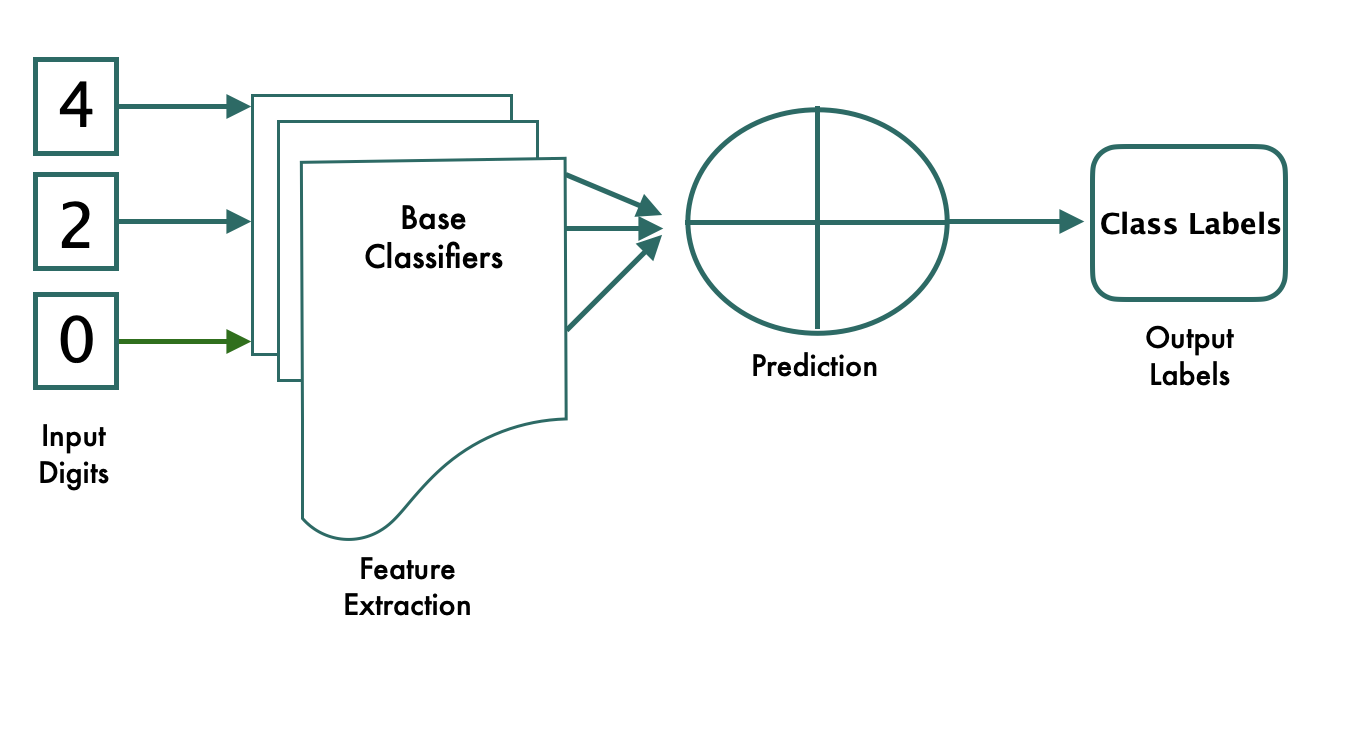 4
2
0
Input
Digits
Base
Classifiers
Feature
Extraction
Prediction
Class Labels
Output
Labels